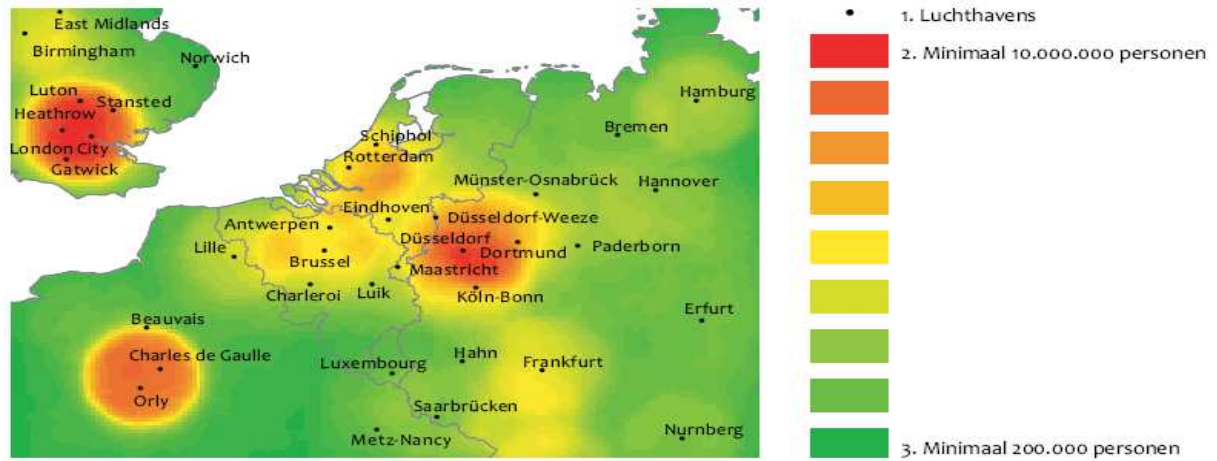 East Midlands
Birmingham
Norwich
Luton
Stansted
Heathrow
London City
Gatwick
Hamburg
Bremen
Schiphol
Rotterdam
Münster-Osnabrück
Hannover
Eindhoven
Düsseldorf-Weeze
Antwerpen
Düsseldorf
Dortmund
Paderborn
Lille
Brussel
Maastricht
Charleroi
Luik
Köln-Bonn
Erfurt
Beauvais
Charles de Gaulle
Orly
Luxembourg
Hahn
Frankfurt
Saarbrücken
Metz-Nancy
Nurnberg
1. Luchthavens
2. Minimaal 10.000.000 personen
3. Minimaal 200.000 personen